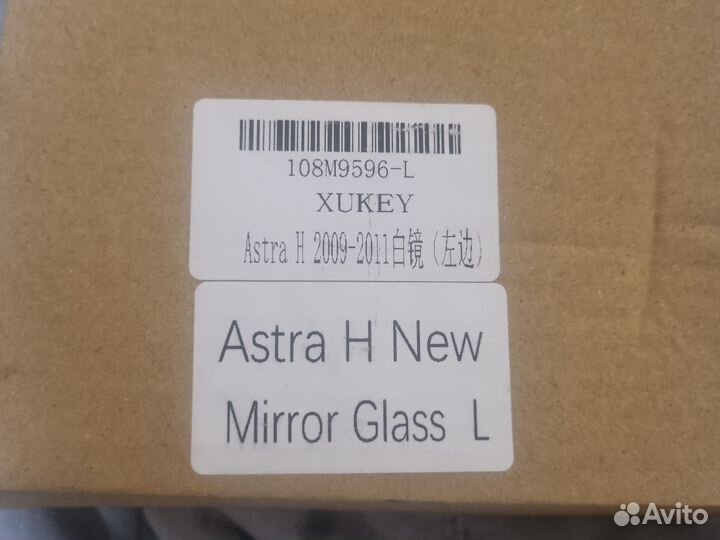 108M9596-L
XUKEY
Astra H 2009-2011白镜（左边）
Astra H New
Mirror Glass L
Avito